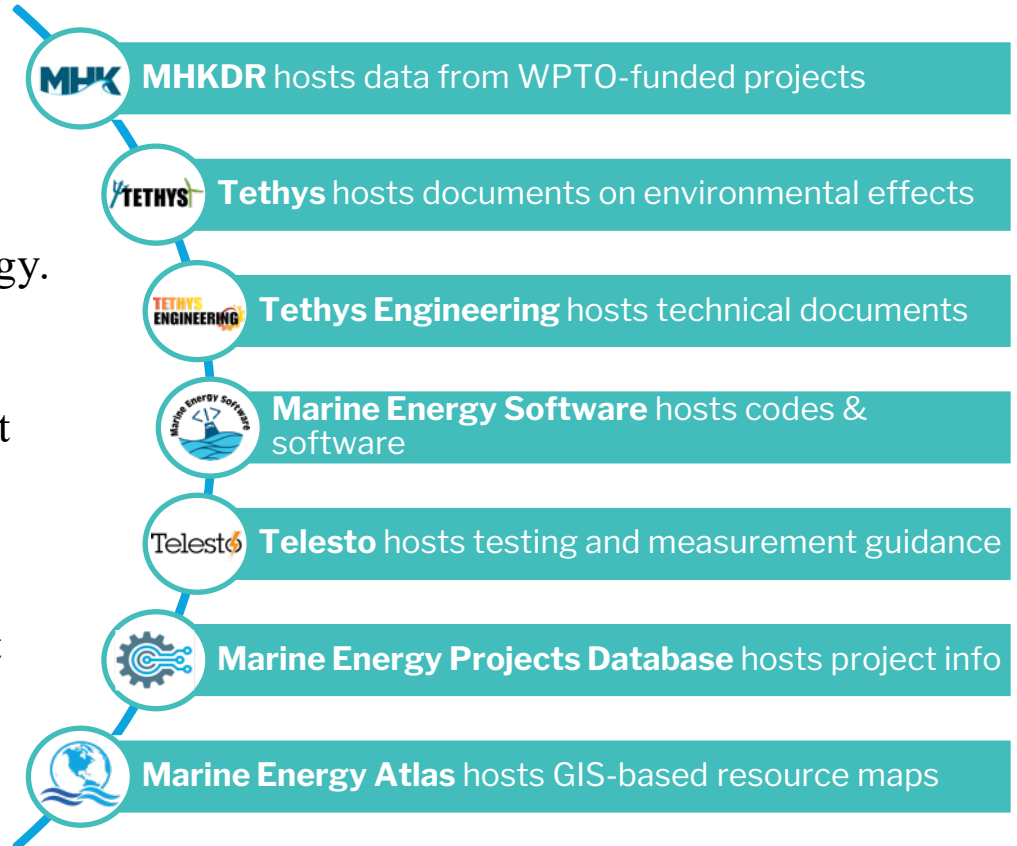 MHK
MHKDR hosts data from WPTO-funded projects
TETHYS
Tethys hosts documents on environmental effects
gy.
TETHYS
ENGINEERING
Tethys Engineering hosts technical documents
Marine Energy Software
</>
Marine Energy Software hosts codes &
software
t
Telesto
Telesto hosts testing and measurement guidance
t
Marine Energy Projects Database hosts project info
Marine Energy Atlas hosts GIS-based resource maps